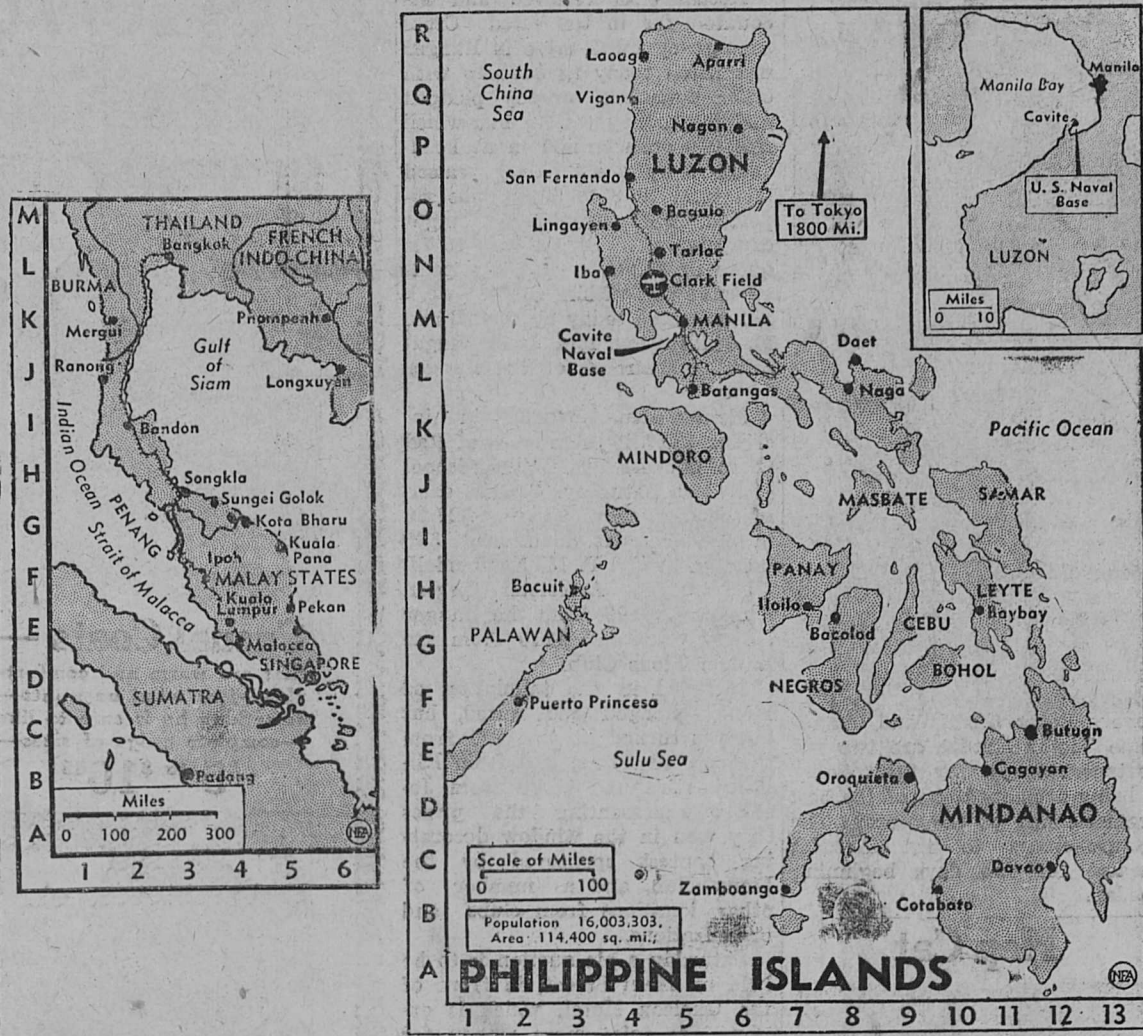 M
L
K
J
I
H
G
F
E
D
C
B
A
THAILAND
Bangkok
FRENCH
INDO-CHINA
BURMA
Mergui
Phompenh
Gulf
of
Siam
Ranong
Longxuyen
Bandon
Indian Ocean
Songkla
Sungei Golok
PENANG
Kota Bharu
Strait of Malacca
Kuala
Pana
Ipoh
MALAY STATES
Kuala
Lumpur
Pekan
Malacca
SINGAPORE
SUMATRA
Padang
Miles
0 100 200 300
NEA
1 2 3 4 5 6
R
Q
P
O
N
M
L
K
J
I
H
G
F
E
D
C
B
A
South
China
Sea
Laoag
Aparri
Vigan
Nagan
LUZON
San Fernando
Baguio
Lingayen
To Tokyo
1800 Mi.
Tarlac
Iba
Clark Field
MANILA
Cavite
Naval
Base
Daet
Batangas
Naga
Pacific Ocean
MINDORO
MASBATE
SAMAR
PANAY
Bacuit
LEYTE
Iloilo
Baybay
PALAWAN
Bacolod
CEBU
BOHOL
NEGROS
Puerto Princesa
Butuan
Sulu Sea
Oroquieta
Cagayan
MINDANAO
Scale of Miles
0 100
Davao
Zamboanga
Cotabato
Population 16,003,303,
Area 114,400 sq. mi.;
PHILIPPINE ISLANDS
NEA
1 2 3 4 5 6 7 8 9 10 11 12 13
Manila
Manila Bay
Cavite
U. S. Naval
Base
LUZON
Miles
0 10